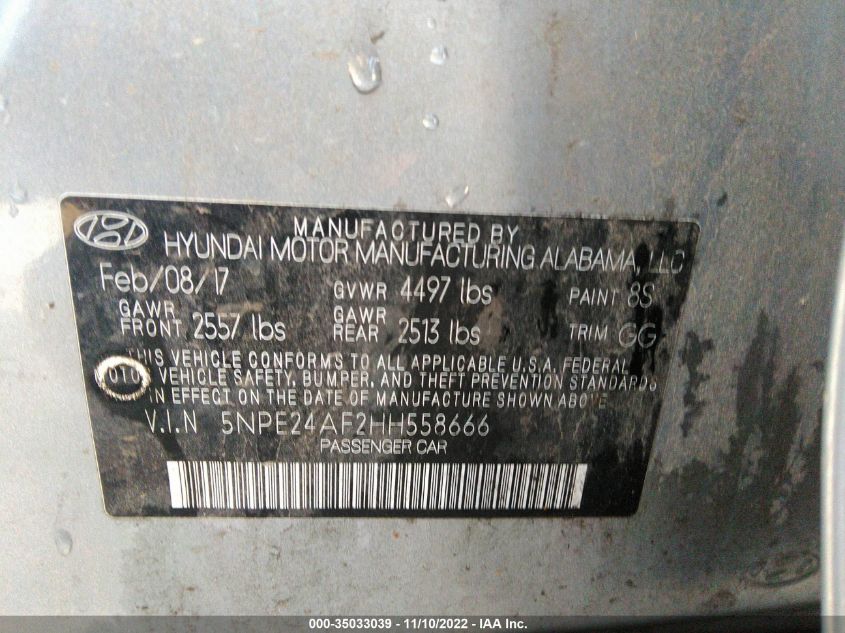 MANUFACTURED BY
HYUNDAI MOTOR MANUFACTURING ALABAMA, LLC
Feb/08/17 GVWR 4497 lbs PAINT 8S
GAWR FRONT 2557 lbs GAWR REAR 2513 lbs TRIM GG
THIS VEHICLE CONFORMS TO ALL APPLICABLE U.S.A. FEDERAL
VEHICLE SAFETY, BUMPER, AND THEFT PREVENTION STANDARDS
IN EFFECT ON THE DATE OF MANUFACTURE SHOWN ABOVE
010
V.I.N 5NPE24AF2HH558666
PASSENGER CAR
000-35033039 - 11/10/2022 - IAA Inc.